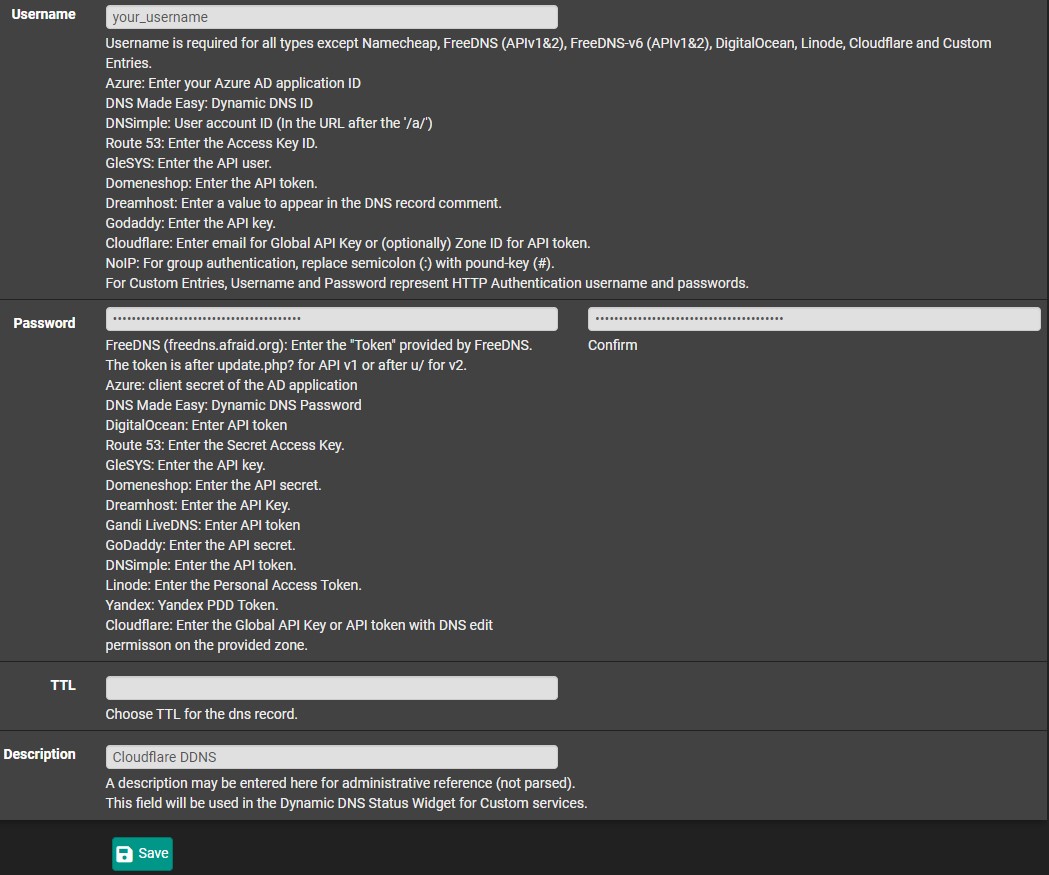 Username
your_username
Username is required for all types except Namecheap, FreeDNS (APIv1&2), FreeDNS-v6 (APIv1&2), DigitalOcean, Linode, Cloudflare and Custom
Entries.
Azure: Enter your Azure AD application ID
DNS Made Easy: Dynamic DNS ID
DNSimple: User account ID (In the URL after the '/a/')
Route 53: Enter the Access Key ID.
GleSYS: Enter the API user.
Domeneshop: Enter the API token.
Dreamhost: Enter a value to appear in the DNS record comment.
Godaddy: Enter the API key.
Cloudflare: Enter email for Global API Key or (optionally) Zone ID for API token.
NoIP: For group authentication, replace semicolon (:) with pound-key (#).
For Custom Entries, Username and Password represent HTTP Authentication username and passwords.
Password
Confirm
FreeDNS (freedns.afraid.org): Enter the "Token" provided by FreeDNS.
The token is after update.php? for API v1 or after u/ for v2.
Azure: client secret of the AD application
DNS Made Easy: Dynamic DNS Password
DigitalOcean: Enter API token
Route 53: Enter the Secret Access Key.
GleSYS: Enter the API key.
Domeneshop: Enter the API secret.
Dreamhost: Enter the API Key.
Gandi LiveDNS: Enter API token
GoDaddy: Enter the API secret.
DNSimple: Enter the API token.
Linode: Enter the Personal Access Token.
Yandex: Yandex PDD Token.
Cloudflare: Enter the Global API Key or API token with DNS edit
permisson on the provided zone.
TTL
Choose TTL for the dns record.
Description
Cloudflare DDNS
A description may be entered here for administrative reference (not parsed).
This field will be used in the Dynamic DNS Status Widget for Custom services.
Save